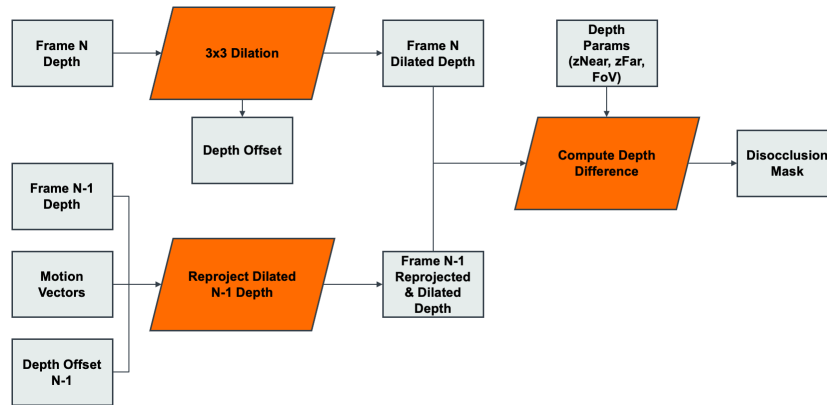 Frame N
Depth
3x3 Dilation
Frame N
Dilated Depth
Depth
Params
(zNear, zFar,
FoV)
Depth Offset
Compute Depth
Difference
Disocclusion
Mask
Frame N-1
Depth
Motion
Vectors
Reproject Dilated
N-1 Depth
Frame N-1
Reprojected
& Dilated
Depth
Depth Offset
N-1